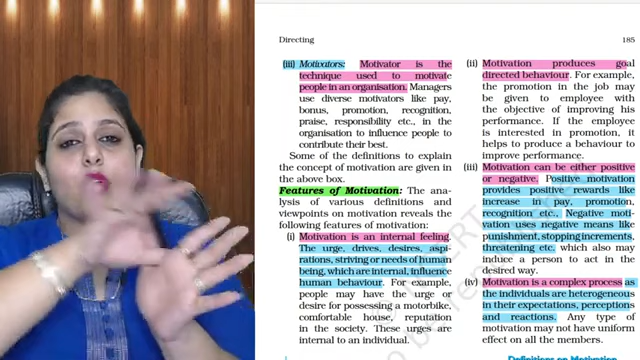 Directing
185
(iii) Motivators: Motivator is the
technique used to motivate
people in an organisation. Managers
use diverse motivators like pay,
bonus, promotion, recognition,
praise, responsibility etc., in the
organisation to influence people to
contribute their best.
Some of the definitions to explain
the concept of motivation are given in
the above box.
Features of Motivation: The ana-
lysis of various definitions and
viewpoints on motivation reveals the
following features of motivation:
(i) Motivation is an internal feeling.
The urge, drives, desires, aspi-
rations, striving or needs of human
being, which are internal, influence
human behaviour. For example,
people may have the urge or
desire for possessing a motorbike,
comfortable house, reputation
in the society. These urges are
internal to an individual.
(ii) Motivation produces goal
directed behaviour. For example,
the promotion in the job may
be given to employee with
the objective of improving his
performance. If the employee
is interested in promotion, it
helps to produce a behaviour to
improve performance.
(iii) Motivation can be either positive
or negative. Positive motivation
provides positive rewards like
increase in pay, promotion,
recognition etc., Negative moti-
vation uses negative means like
punishment, stopping increments,
threatening etc. which also may
induce a person to act in the
desired way.
(iv) Motivation is a complex process as
the individuals are heterogeneous
in their expectations, perceptions
and reactions. Any type of
motivation may not have uniform
effect on all the members.
Definitions on Motivation